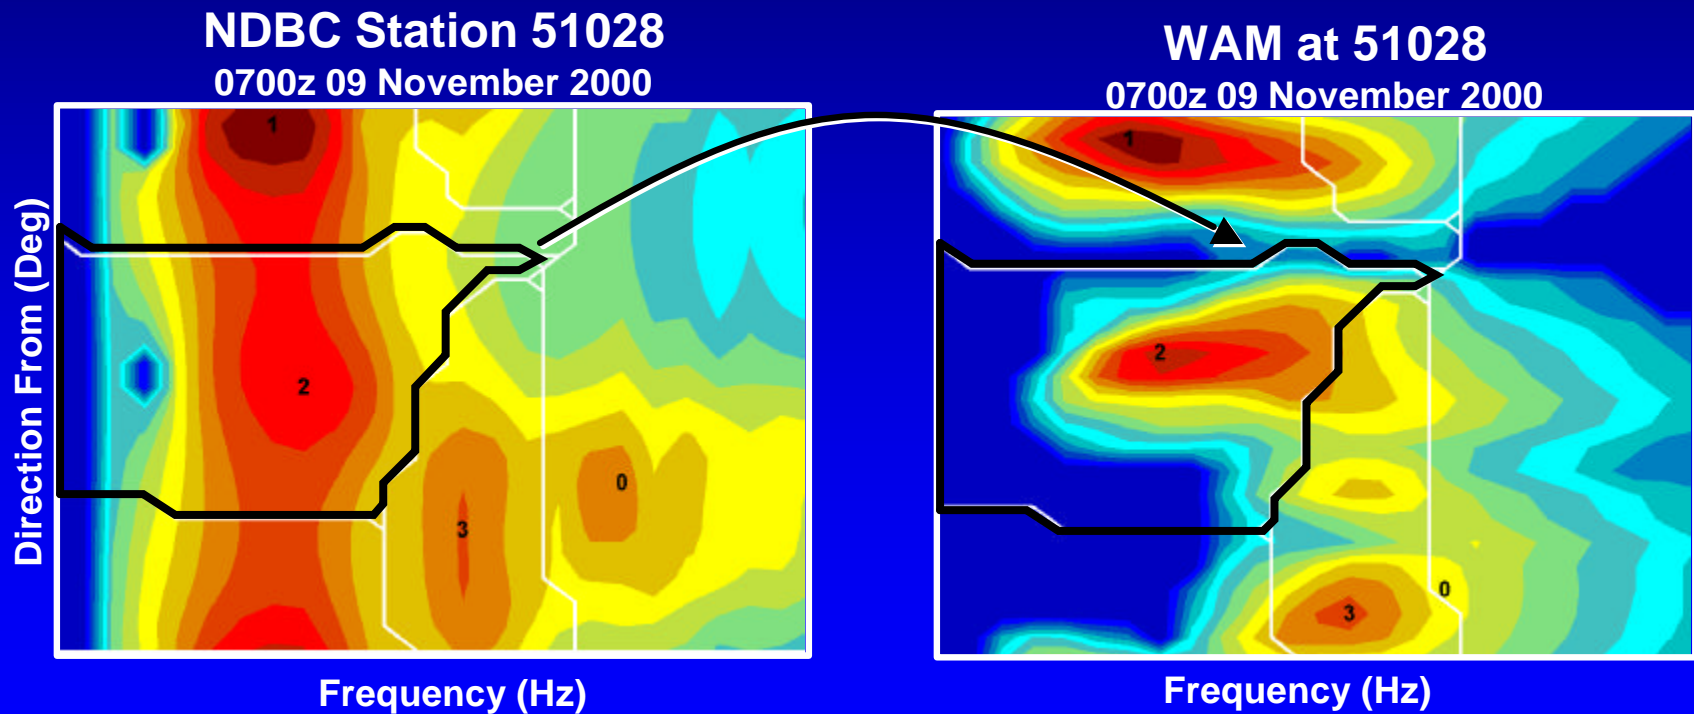 NDBC Station 51028
0700z 09 November 2000
WAM at 51028
0700z 09 November 2000
Direction From (Deg)
1
2
3
0
1
2
3
0
Frequency (Hz)
Frequency (Hz)